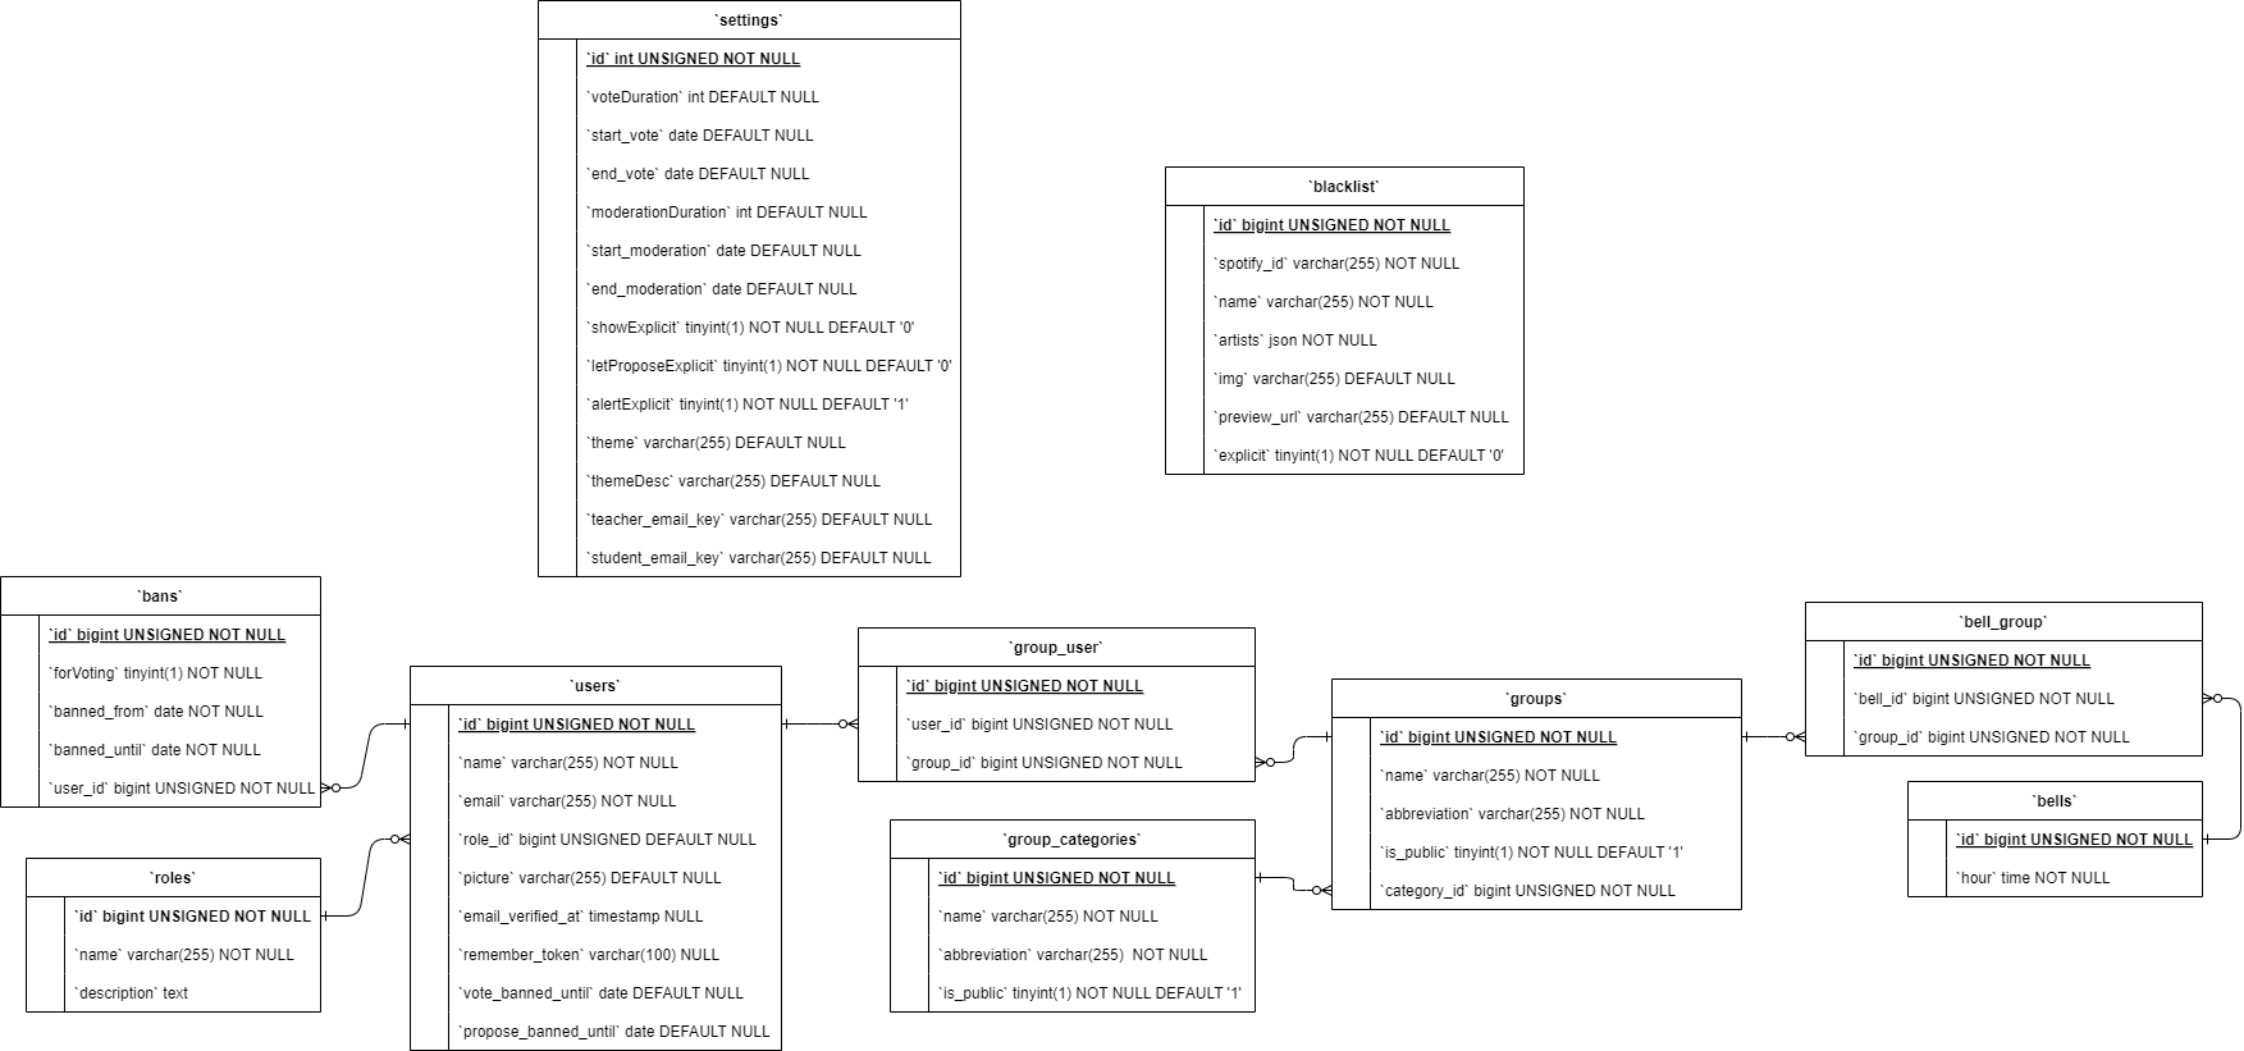 `settings`
`id` int UNSIGNED NOT NULL
`voteDuration` int DEFAULT NULL
`start_vote` date DEFAULT NULL
`end_vote` date DEFAULT NULL
`moderationDuration` int DEFAULT NULL
`start_moderation` date DEFAULT NULL
`end_moderation` date DEFAULT NULL
`showExplicit` tinyint(1) NOT NULL DEFAULT '0'
`letProposeExplicit` tinyint(1) NOT NULL DEFAULT '0'
`alertExplicit` tinyint(1) NOT NULL DEFAULT '1'
`theme` varchar(255) DEFAULT NULL
`themeDesc` varchar(255) DEFAULT NULL
`teacher_email_key` varchar(255) DEFAULT NULL
`student_email_key` varchar(255) DEFAULT NULL
`blacklist`
`id` bigint UNSIGNED NOT NULL
`spotify_id` varchar(255) NOT NULL
`name` varchar(255) NOT NULL
`artists` json NOT NULL
`img` varchar(255) DEFAULT NULL
`preview_url` varchar(255) DEFAULT NULL
`explicit` tinyint(1) NOT NULL DEFAULT '0'
`bans`
`id` bigint UNSIGNED NOT NULL
`forVoting` tinyint(1) NOT NULL
`banned_from` date NOT NULL
`banned_until` date NOT NULL
`user_id` bigint UNSIGNED NOT NULL
`roles`
`id` bigint UNSIGNED NOT NULL
`name` varchar(255) NOT NULL
`description` text
`users`
`id` bigint UNSIGNED NOT NULL
`name` varchar(255) NOT NULL
`email` varchar(255) NOT NULL
`role_id` bigint UNSIGNED DEFAULT NULL
`picture` varchar(255) DEFAULT NULL
`email_verified_at` timestamp NULL
`remember_token` varchar(100) NULL
`vote_banned_until` date DEFAULT NULL
`propose_banned_until` date DEFAULT NULL
`group_user`
`id` bigint UNSIGNED NOT NULL
`user_id` bigint UNSIGNED NOT NULL
`group_id` bigint UNSIGNED NOT NULL
`group_categories`
`id` bigint UNSIGNED NOT NULL
`name` varchar(255) NOT NULL
`abbreviation` varchar(255) NOT NULL
`is_public` tinyint(1) NOT NULL DEFAULT '1'
`groups`
`id` bigint UNSIGNED NOT NULL
`name` varchar(255) NOT NULL
`abbreviation` varchar(255) NOT NULL
`is_public` tinyint(1) NOT NULL DEFAULT '1'
`category_id` bigint UNSIGNED NOT NULL
`bell_group`
`id` bigint UNSIGNED NOT NULL
`bell_id` bigint UNSIGNED NOT NULL
`group_id` bigint UNSIGNED NOT NULL
`bells`
`id` bigint UNSIGNED NOT NULL
`hour` time NOT NULL